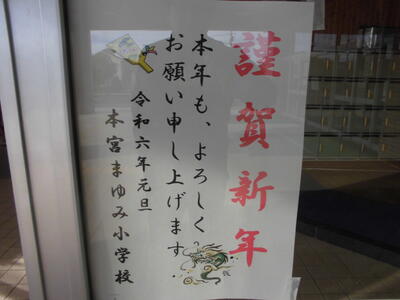 謹賀新年
本年も、よろしく
お願い申し上げます
令和六年元旦
本宮まゆみ小学校